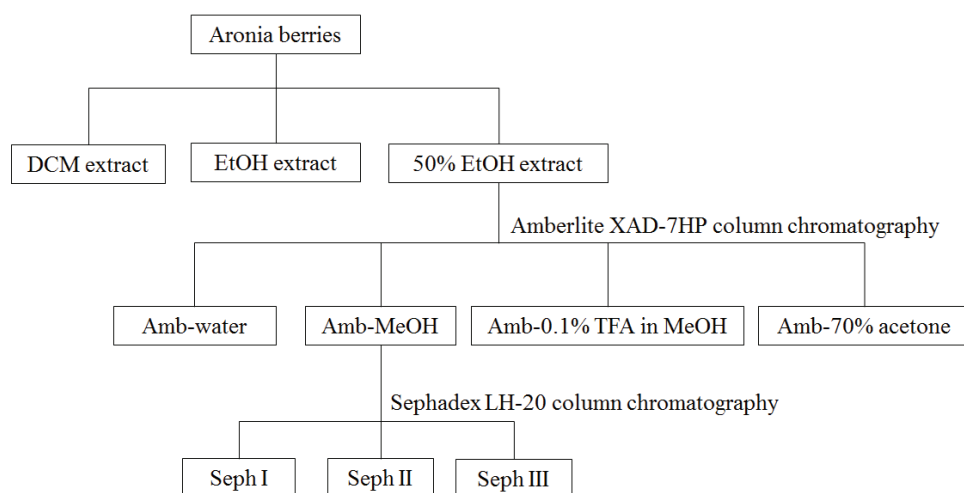 Aronia berries
DCM extract
EtOH extract
50% EtOH extract
Amberlite XAD-7HP column chromatography
Amb-water
Amb-MeOH
Amb-0.1% TFA in MeOH
Amb-70% acetone
Sephadex LH-20 column chromatography
Seph I
Seph II
Seph III